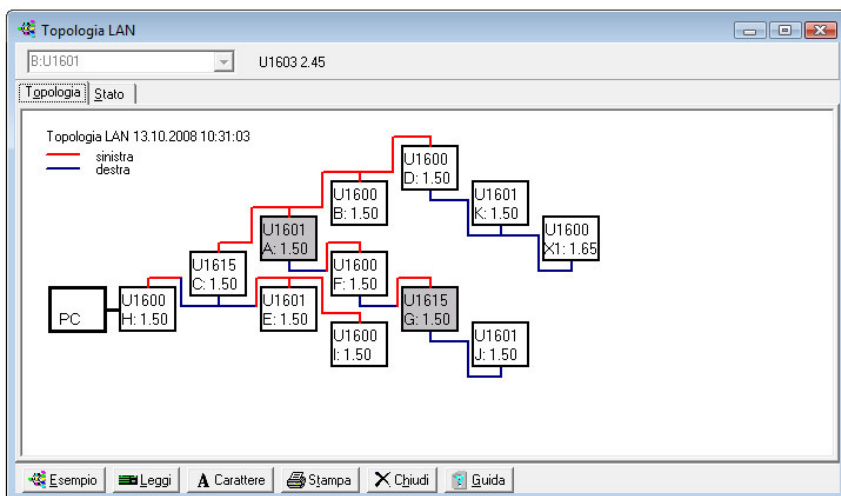 Topologia LAN
B:U1601
U1603 2.45
Topologia
Stato
Topologia LAN 13.10.2008 10:31:03
sinistra
destra
U1600
D: 1.50
U1600
B: 1.50
U1601
K: 1.50
U1601
A: 1.50
U1600
X1: 1.65
U1615
C: 1.50
U1600
F: 1.50
PC
U1600
H: 1.50
U1601
E: 1.50
U1615
G: 1.50
U1600
I: 1.50
U1601
J: 1.50
Esempio
Leggi
A Carattere
Stampa
Chiudi
Guida